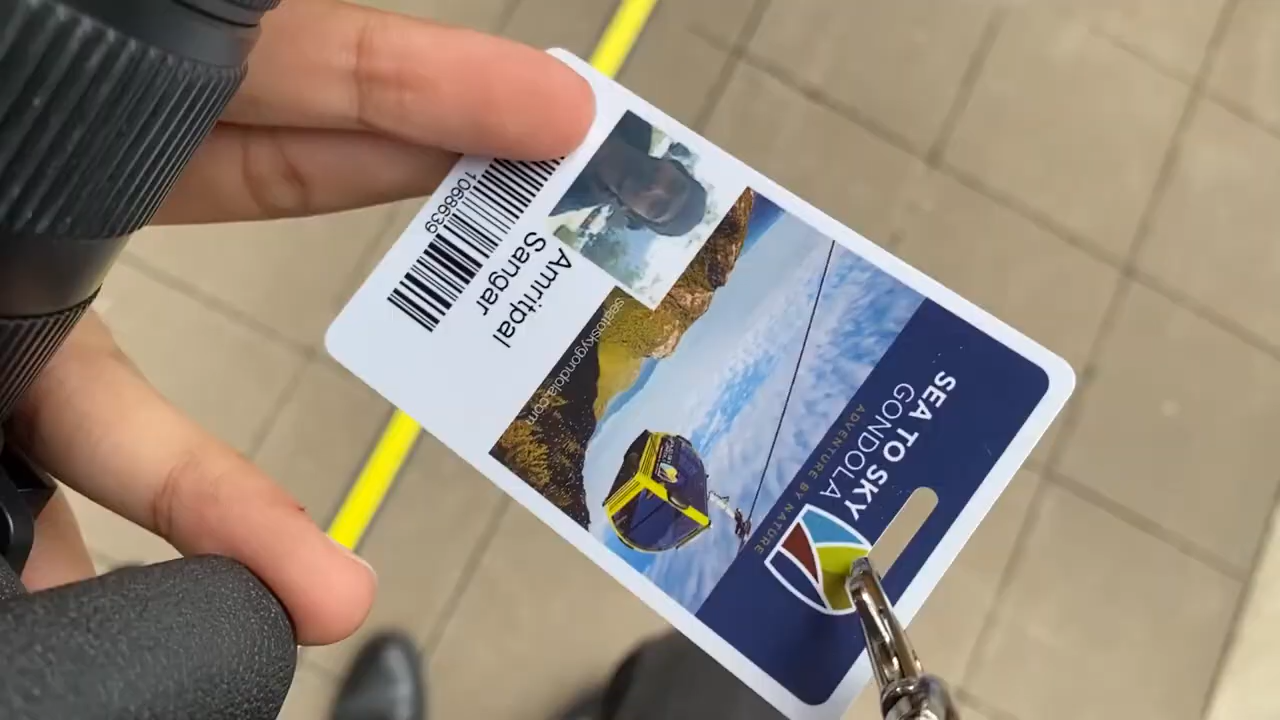 SEA TO SKY
GONDOLA
ADVENTURE BY NATURE
seatoskygondola.com
Amritpal
Sangar
1068639